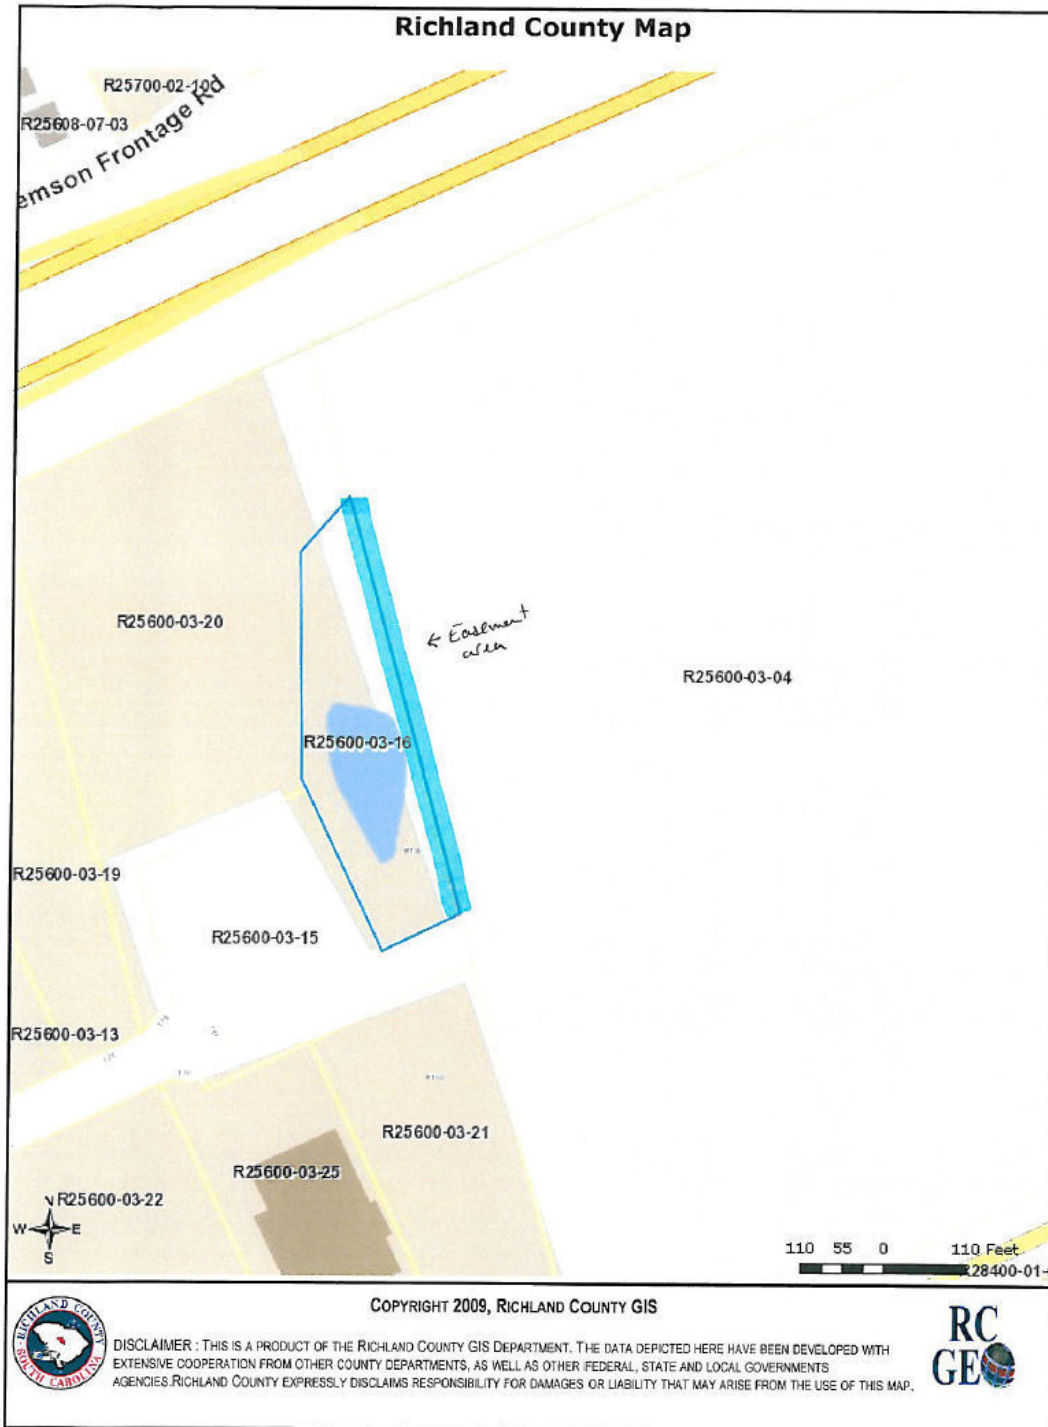 Richland County Map
R25700-02-10
R25608-07-03
emson Frontage Rd
R25600-03-20
← Easement
area
R25600-03-04
R25600-03-16
R25600-03-19
R25600-03-15
R25600-03-13
R25600-03-21
R25600-03-25
R25600-03-22
N
W E
S
110 55 0 110 Feet
R28400-01-
COPYRIGHT 2009, RICHLAND COUNTY GIS
RICHLAND COUNTY
SOUTH CAROLINA
DISCLAIMER : THIS IS A PRODUCT OF THE RICHLAND COUNTY GIS DEPARTMENT. THE DATA DEPICTED HERE HAVE BEEN DEVELOPED WITH
EXTENSIVE COOPERATION FROM OTHER COUNTY DEPARTMENTS, AS WELL AS OTHER FEDERAL, STATE AND LOCAL GOVERNMENTS
AGENCIES.RICHLAND COUNTY EXPRESSLY DISCLAIMS RESPONSIBILITY FOR DAMAGES OR LIABILITY THAT MAY ARISE FROM THE USE OF THIS MAP.
RC
GEO